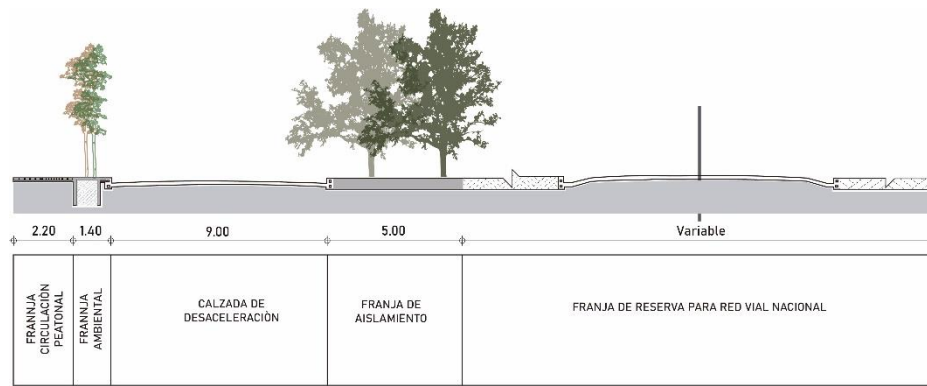 2.20 1.40 9.00 5.00 Variable
FRANNJA
CIRCULACIÒN
PEATONAL
FRANNJA
AMBIENTAL
CALZADA DE
DESACELERACIÒN
FRANJA DE
AISLAMIENTO
FRANJA DE RESERVA PARA RED VIAL NACIONAL